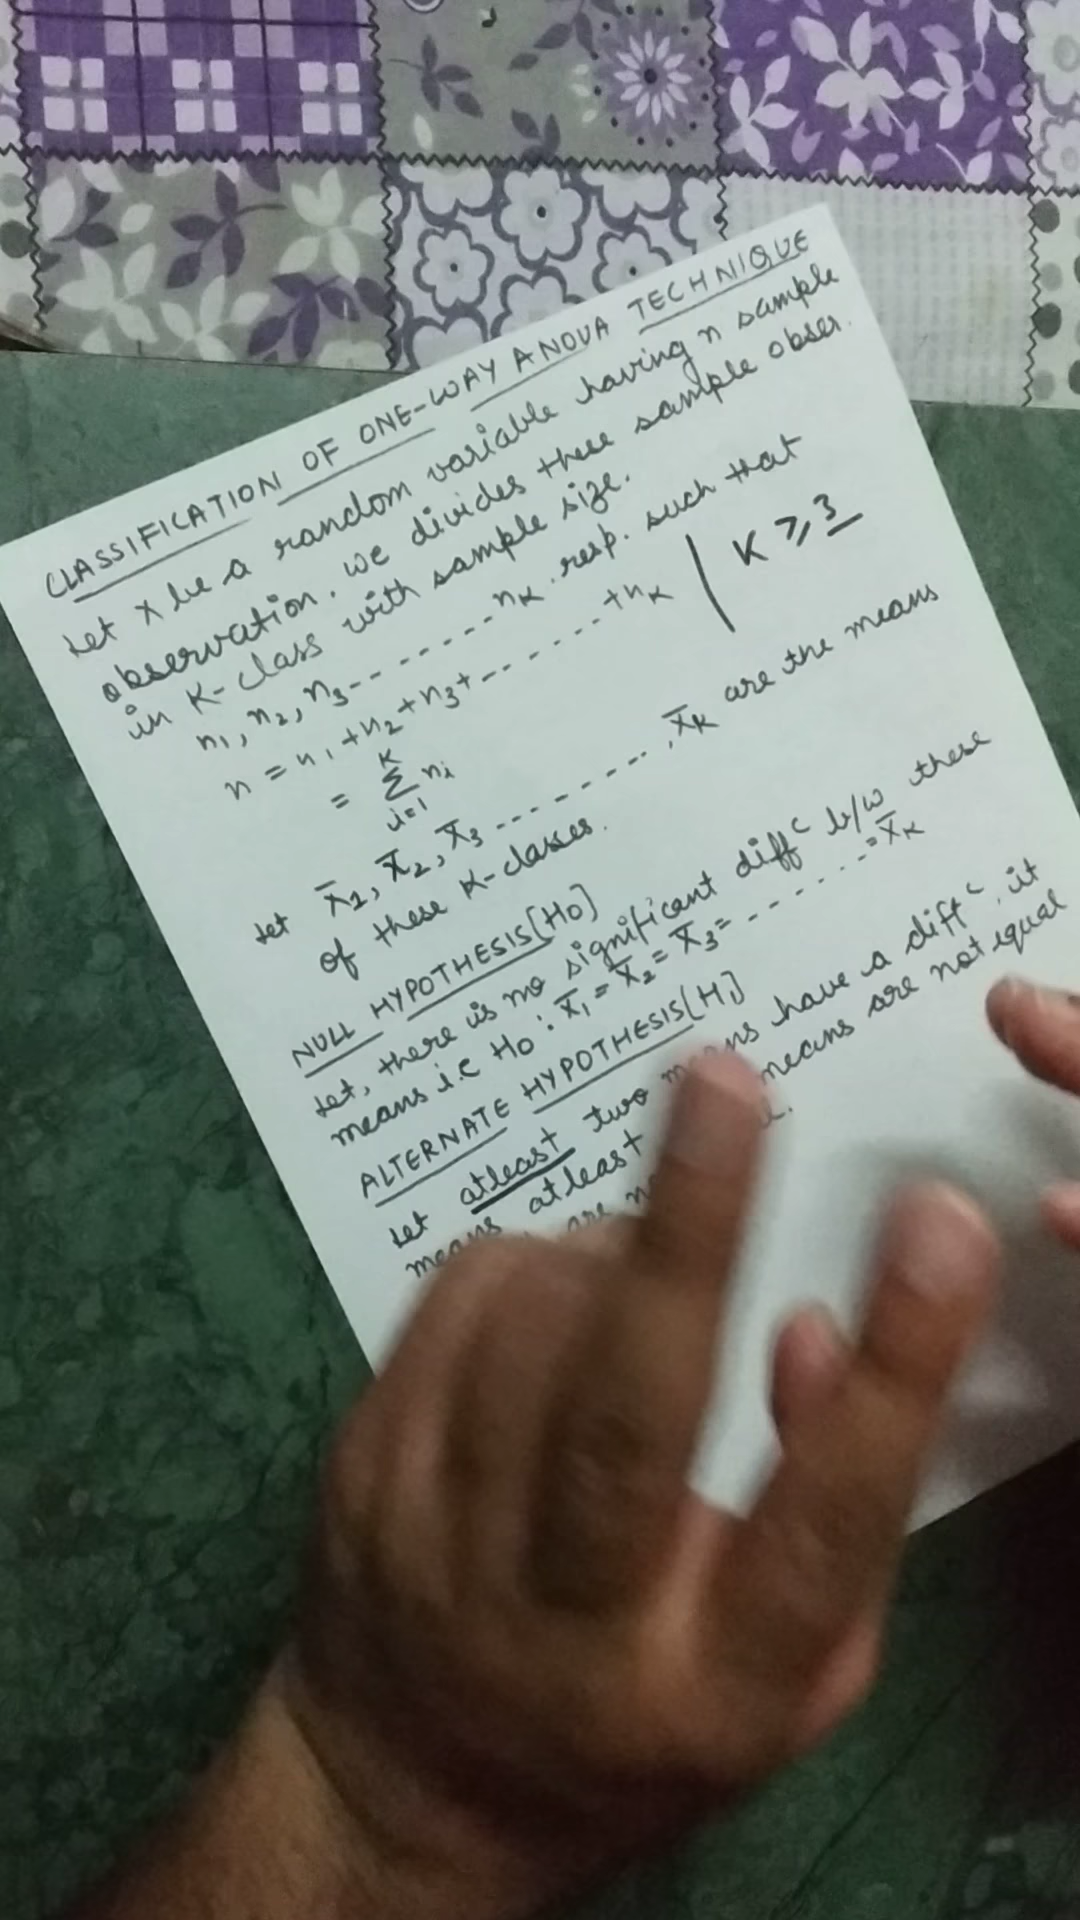 CLASSIFICATION OF ONE-WAY ANOVA TECHNIQUE
Let X be a random variable having n sample
observation. we divides these sample obser.
in K-class with sample size.
n1, n2, n3-------nK. resp. such that
n = n1+n2+n3+-------+nK | K ⩾ 3
= K Σ i=1 ni
Let X̄1, X̄2, X̄3---------, X̄K are the means
of these K-classes.
NULL HYPOTHESIS[H0]
Let, there is no significant diffᶜ b/w these
means i.e H0 : X̄1 = X̄2 = X̄3 = ------- = X̄K
ALTERNATE HYPOTHESIS[H1]
Let atleast two means have a diffᶜ, it
means atleast means are not equal
are